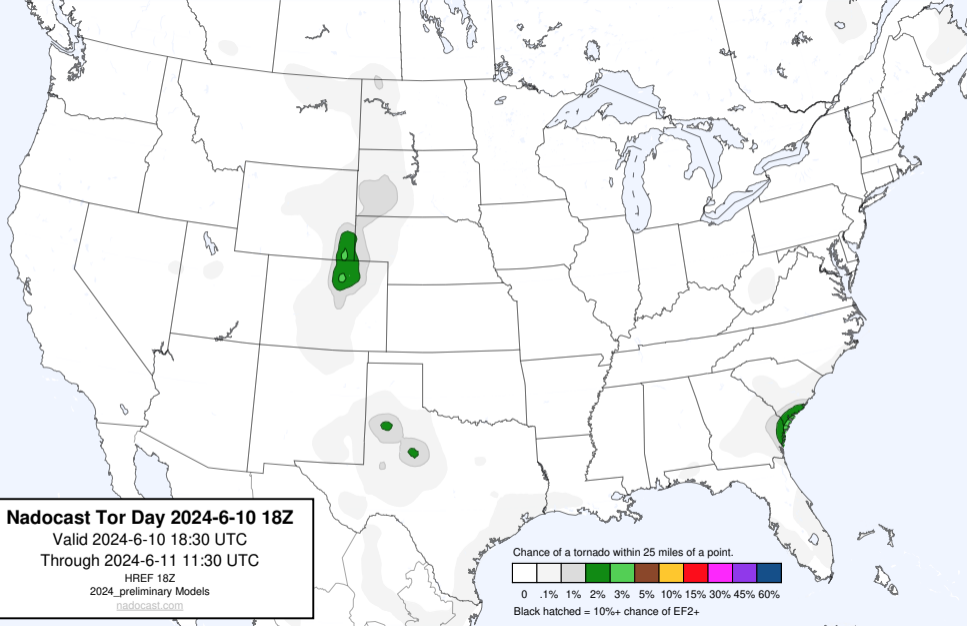 Nadocast Tor Day 2024-6-10 18Z
Valid 2024-6-10 18:30 UTC
Through 2024-6-11 11:30 UTC
HREF 18Z
2024_preliminary Models
nadocast.com
Chance of a tornado within 25 miles of a point.
0 .1% 1% 2% 3% 5% 10% 15% 30% 45% 60%
Black hatched = 10%+ chance of EF2+